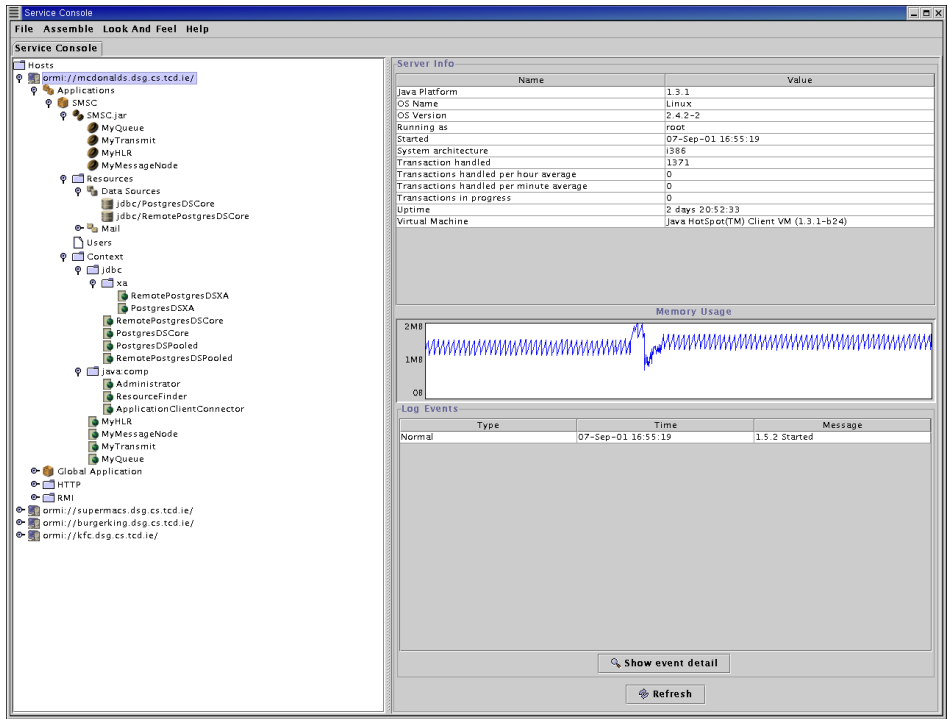 Service Console
File Assemble Look And Feel Help
Service Console
Hosts
ormi://mcdonalds.dsg.cs.tcd.ie/
Applications
SMSC
SMSC.jar
MyQueue
MyTransmit
MyHLR
MyMessageNode
Resources
Data Sources
jdbc/PostgresDSCore
jdbc/RemotePostgresDSCore
Mail
Users
Context
jdbc
xa
RemotePostgresDSXA
PostgresDSXA
RemotePostgresDSCore
PostgresDSCore
PostgresDSPooled
RemotePostgresDSPooled
java:comp
Administrator
ResourceFinder
ApplicationClientConnector
MyHLR
MyMessageNode
MyTransmit
MyQueue
Global Application
HTTP
RMI
ormi://supermacs.dsg.cs.tcd.ie/
ormi://burgerking.dsg.cs.tcd.ie/
ormi://kfc.dsg.cs.tcd.ie/
Server Info
Name Value
Java Platform 1.3.1
OS Name Linux
OS Version 2.4.2-2
Running as root
Started 07-Sep-01 16:55:19
System architecture i386
Transaction handled 1371
Transactions handled per hour average 0
Transactions handled per minute average 0
Transactions in progress 0
Uptime 2 days 20:52:33
Virtual Machine Java HotSpot(TM) Client VM (1.3.1-b24)
Memory Usage
2MB
1MB
0B
Log Events
Type Time Message
Normal 07-Sep-01 16:55:19 1.5.2 Started
Show event detail
Refresh